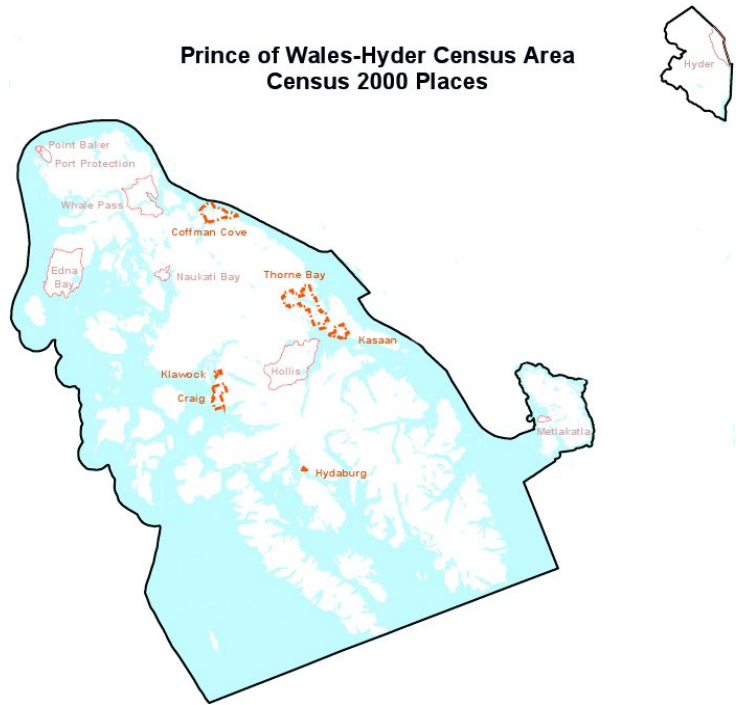 Prince of Wales-Hyder Census Area
Census 2000 Places
Hyder
Point Baker
Port Protection
Whale Pass
Coffman Cove
Edna
Bay
Naukati Bay
Thorne Bay
Kasaan
Hollis
Klawock
Craig
Metlakatla
Hydaburg